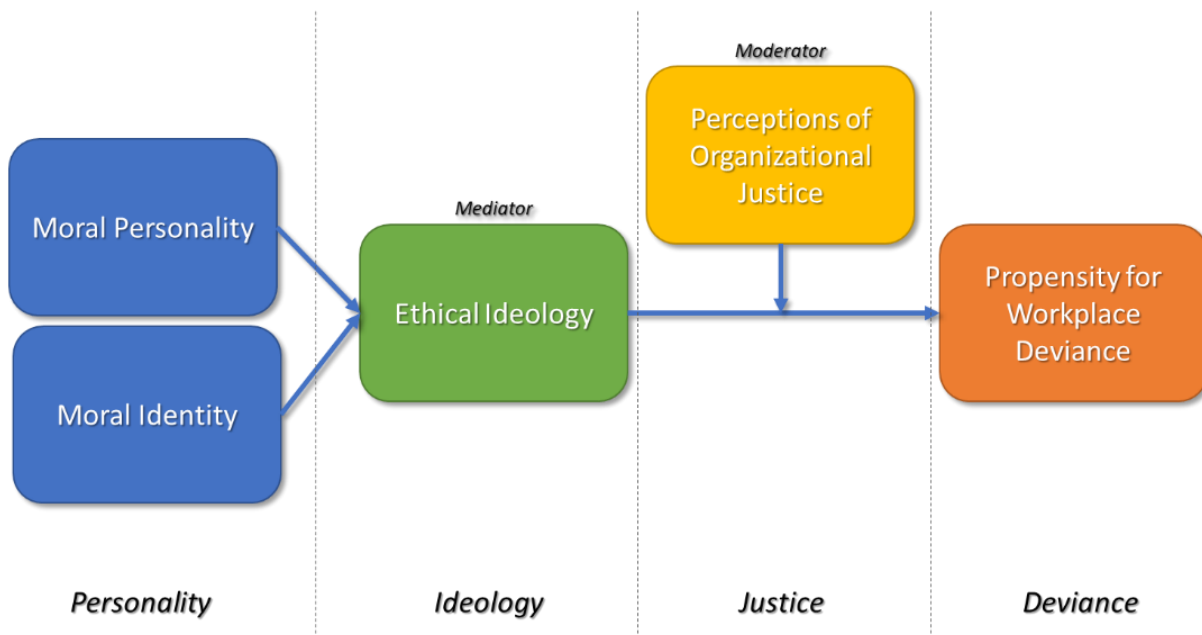 Moderator
Perceptions of
Organizational
Justice
Moral Personality
Mediator
Ethical Ideology
Propensity for
Workplace
Deviance
Moral Identity
Personality
Ideology
Justice
Deviance